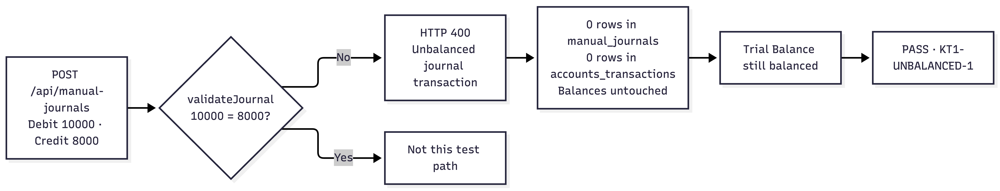 POST
/api/manual-
journals
Debit 10000 ·
Credit 8000
validateJournal
10000 = 8000?
No
HTTP 400
Unbalanced
journal
transaction
0 rows in
manual_journals
0 rows in
accounts_transactions
Balances untouched
Trial Balance
still balanced
PASS · KT1-
UNBALANCED-1
Yes
Not this test
path